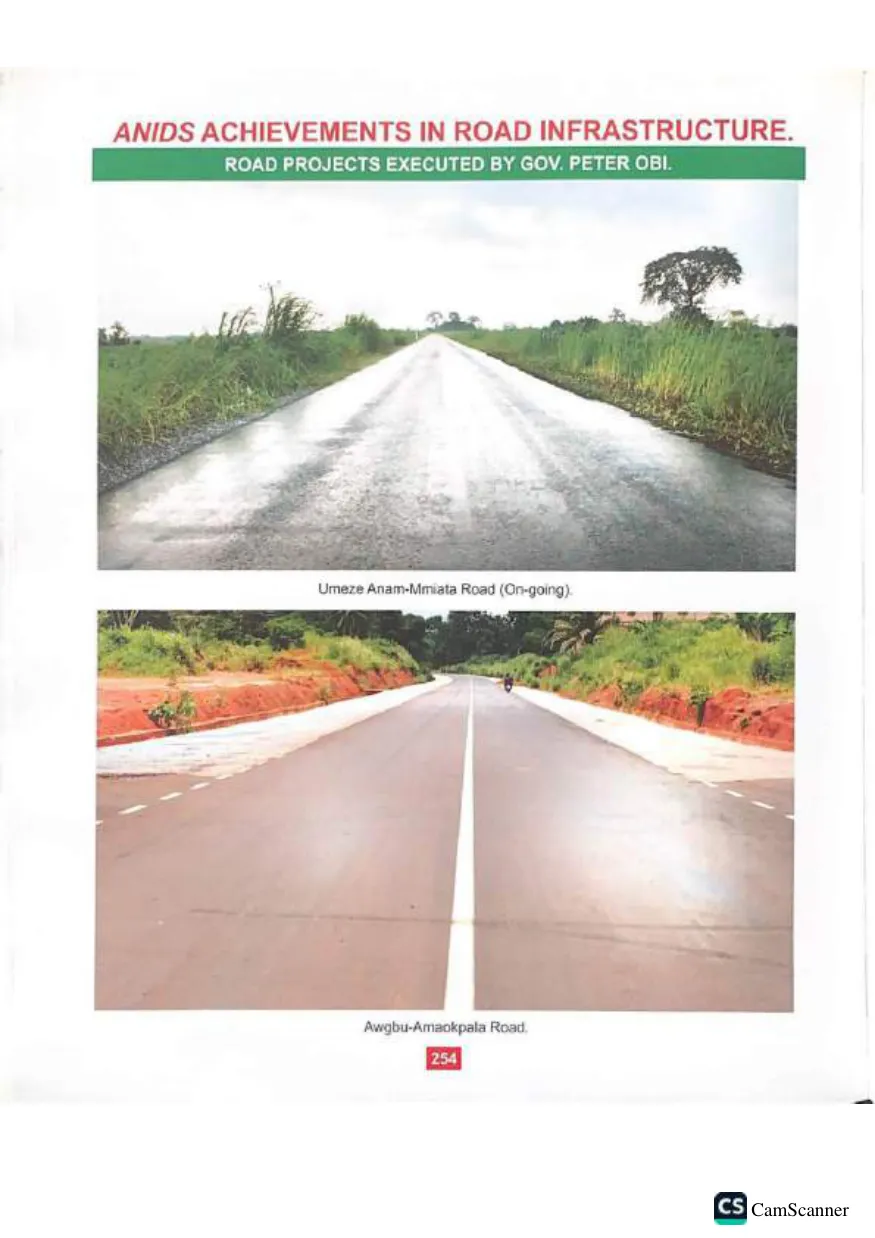 ANIDS ACHIEVEMENTS IN ROAD INFRASTRUCTURE.
ROAD PROJECTS EXECUTED BY GOV. PETER OBI.
Umeze Anam-Mmiata Road (On-going).
Awgbu-Amaokpala Road.
254
CS CamScanner